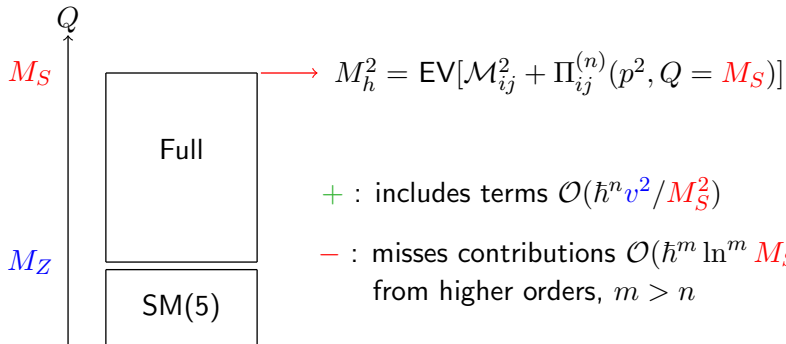 Q
M_S
M_h^2 = EV[ℳ_{ij}^2 + Π_{ij}^{(n)}(p^2, Q = M_S)]
Full
+ : includes terms 𝒪(ħ^n v^2/M_S^2)
M_Z
− : misses contributions 𝒪(ħ^m ln^m M_S
from higher orders, m > n
SM(5)